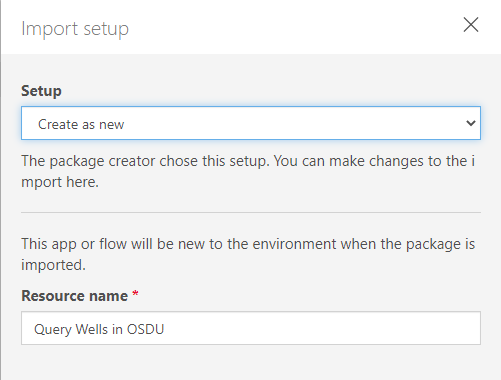 Import setup
Setup
Create as new
The package creator chose this setup. You can make changes to the i
mport here.
This app or flow will be new to the environment when the package is
imported.
Resource name *
Query Wells in OSDU